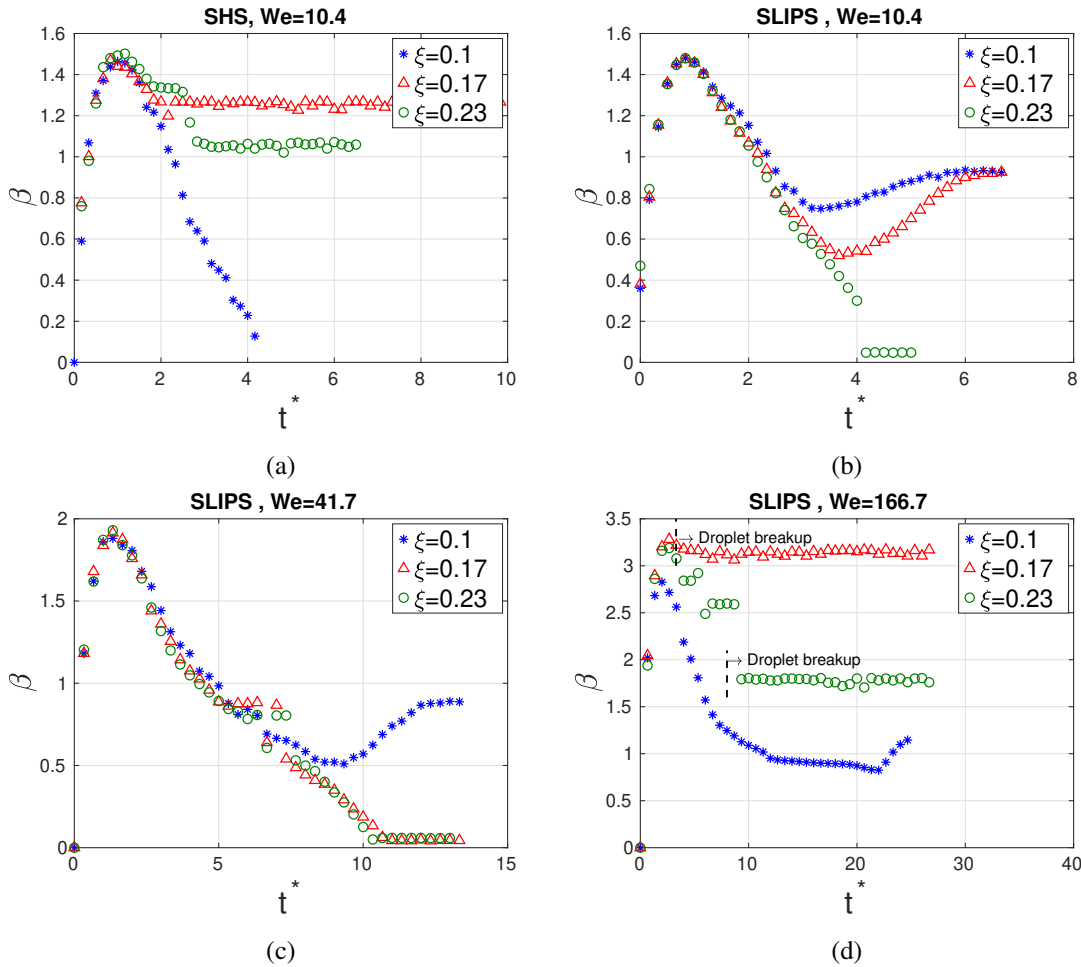 SHS, We=10.4
1.6
1.4
1.2
1
0.8
0.6
0.4
0.2
0
β
0 2 4 6 8 10
t*
ξ=0.1
ξ=0.17
ξ=0.23
(a)
SLIPS , We=10.4
1.6
1.4
1.2
1
0.8
0.6
0.4
0.2
0
β
0 2 4 6 8
t*
ξ=0.1
ξ=0.17
ξ=0.23
(b)
SLIPS , We=41.7
2
1.5
1
0.5
0
β
0 5 10 15
t*
ξ=0.1
ξ=0.17
ξ=0.23
(c)
SLIPS , We=166.7
3.5
3
2.5
2
1.5
1
0.5
0
β
0 10 20 30 40
t*
Droplet breakup
Droplet breakup
ξ=0.1
ξ=0.17
ξ=0.23
(d)